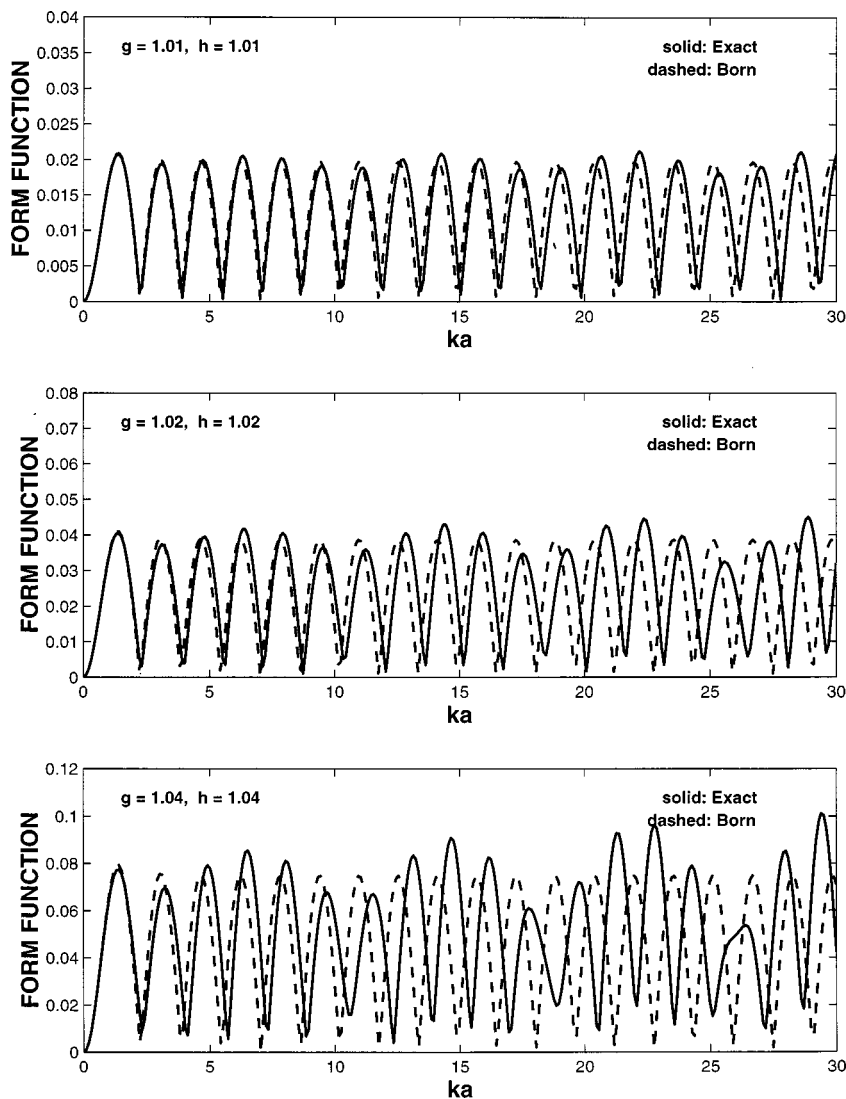 0.04
g = 1.01, h = 1.01
solid: Exact
dashed: Born
0.035
0.03
0.025
0.02
0.015
0.01
0.005
0
FORM FUNCTION
0 5 10 15 20 25 30
ka
0.08
g = 1.02, h = 1.02
solid: Exact
dashed: Born
0.07
0.06
0.05
0.04
0.03
0.02
0.01
0
FORM FUNCTION
0 5 10 15 20 25 30
ka
0.12
g = 1.04, h = 1.04
solid: Exact
dashed: Born
0.1
0.08
0.06
0.04
0.02
0
FORM FUNCTION
0 5 10 15 20 25 30
ka